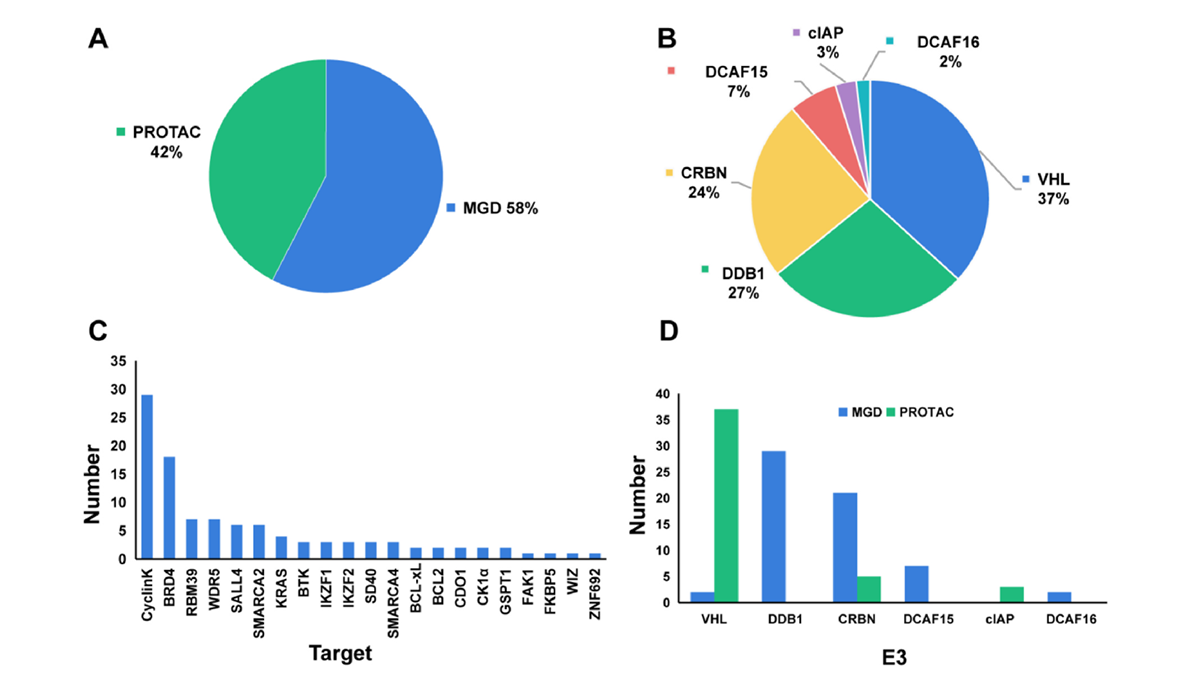 A
PROTAC
42%
MGD 58%
B
cIAP
3%
DCAF16
2%
DCAF15
7%
CRBN
24%
VHL
37%
DDB1
27%
C
35
30
25
20
15
10
5
0
Number
CyclinK
BRD4
RBM39
WDR5
SALL4
SMARCA2
KRAS
BTK
IKZF1
IKZF2
SD40
SMARCA4
BCL-xL
BCL2
CDO1
CK1α
GSPT1
FAK1
FKBP5
WIZ
ZNF692
Target
D
40
35
30
25
20
15
10
5
0
Number
MGD PROTAC
VHL DDB1 CRBN DCAF15 cIAP DCAF16
E3